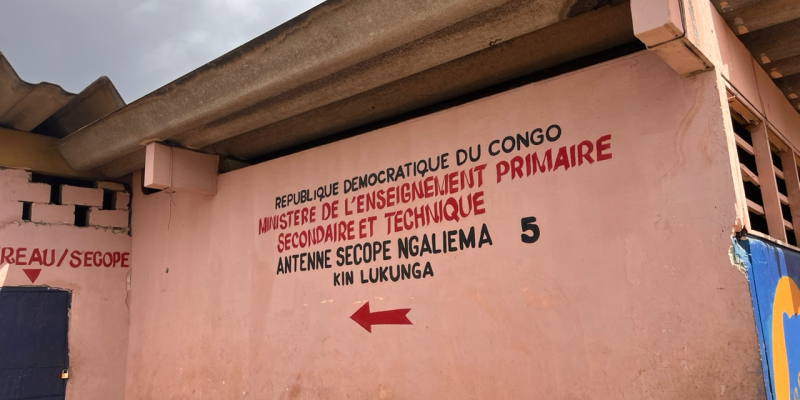 REPUBLIQUE DEMOCRATIQUE DU CONGO
MINISTERE DE L'ENSEIGNEMENT PRIMAIRE
SECONDAIRE ET TECHNIQUE
ANTENNE SECOPE NGALIEMA 5
KIN LUKUNGA
REAU/SECOPE